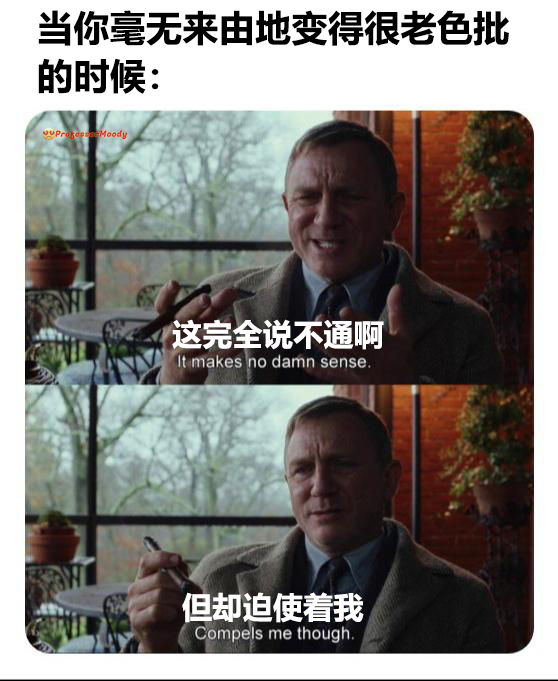 当你毫无来由地变得很老色批
的时候：
ProfessorMoody
这完全说不通啊
It makes no damn sense.
但却迫使着我
Compels me though.